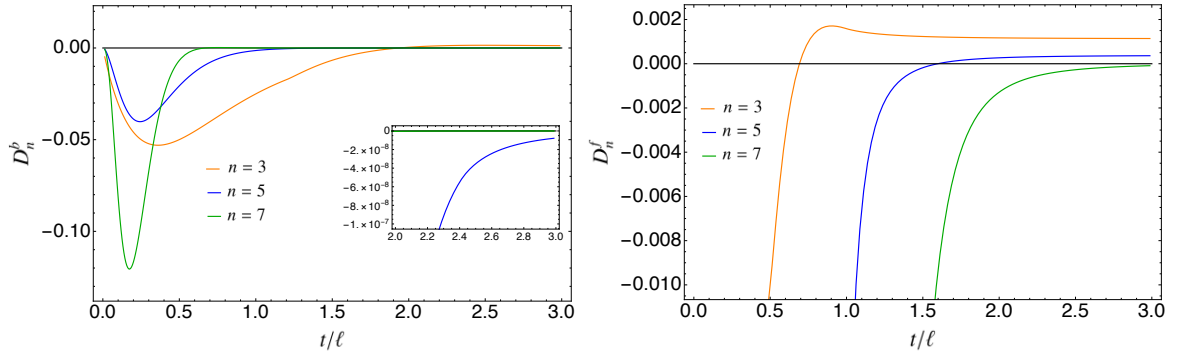 0.00
-0.05
-0.10
D_n^b
n = 3
n = 5
n = 7
0
-2.×10^-8
-4.×10^-8
-6.×10^-8
-8.×10^-8
-1.×10^-7
2.0 2.2 2.4 2.6 2.8 3.0
0.0 0.5 1.0 1.5 2.0 2.5 3.0
t/ℓ
0.002
0.000
-0.002
-0.004
-0.006
-0.008
-0.010
D_n^f
n = 3
n = 5
n = 7
0.0 0.5 1.0 1.5 2.0 2.5 3.0
t/ℓ